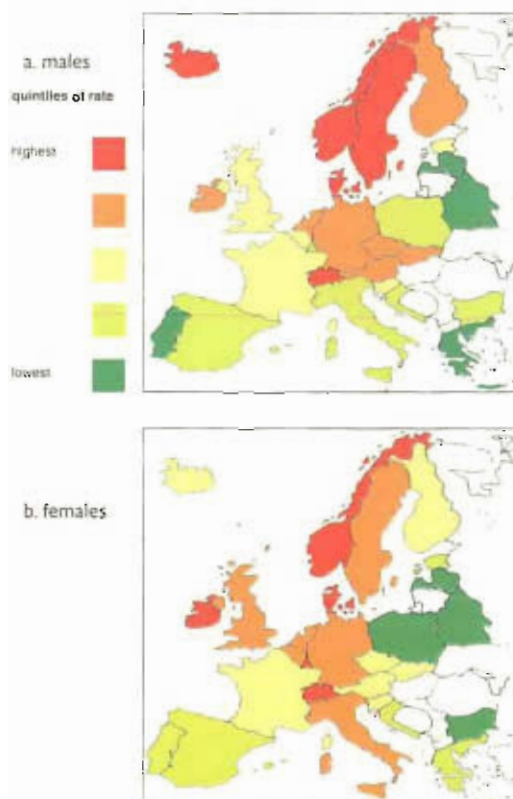 a. males
quintiles of rate
highest
lowest
b. females